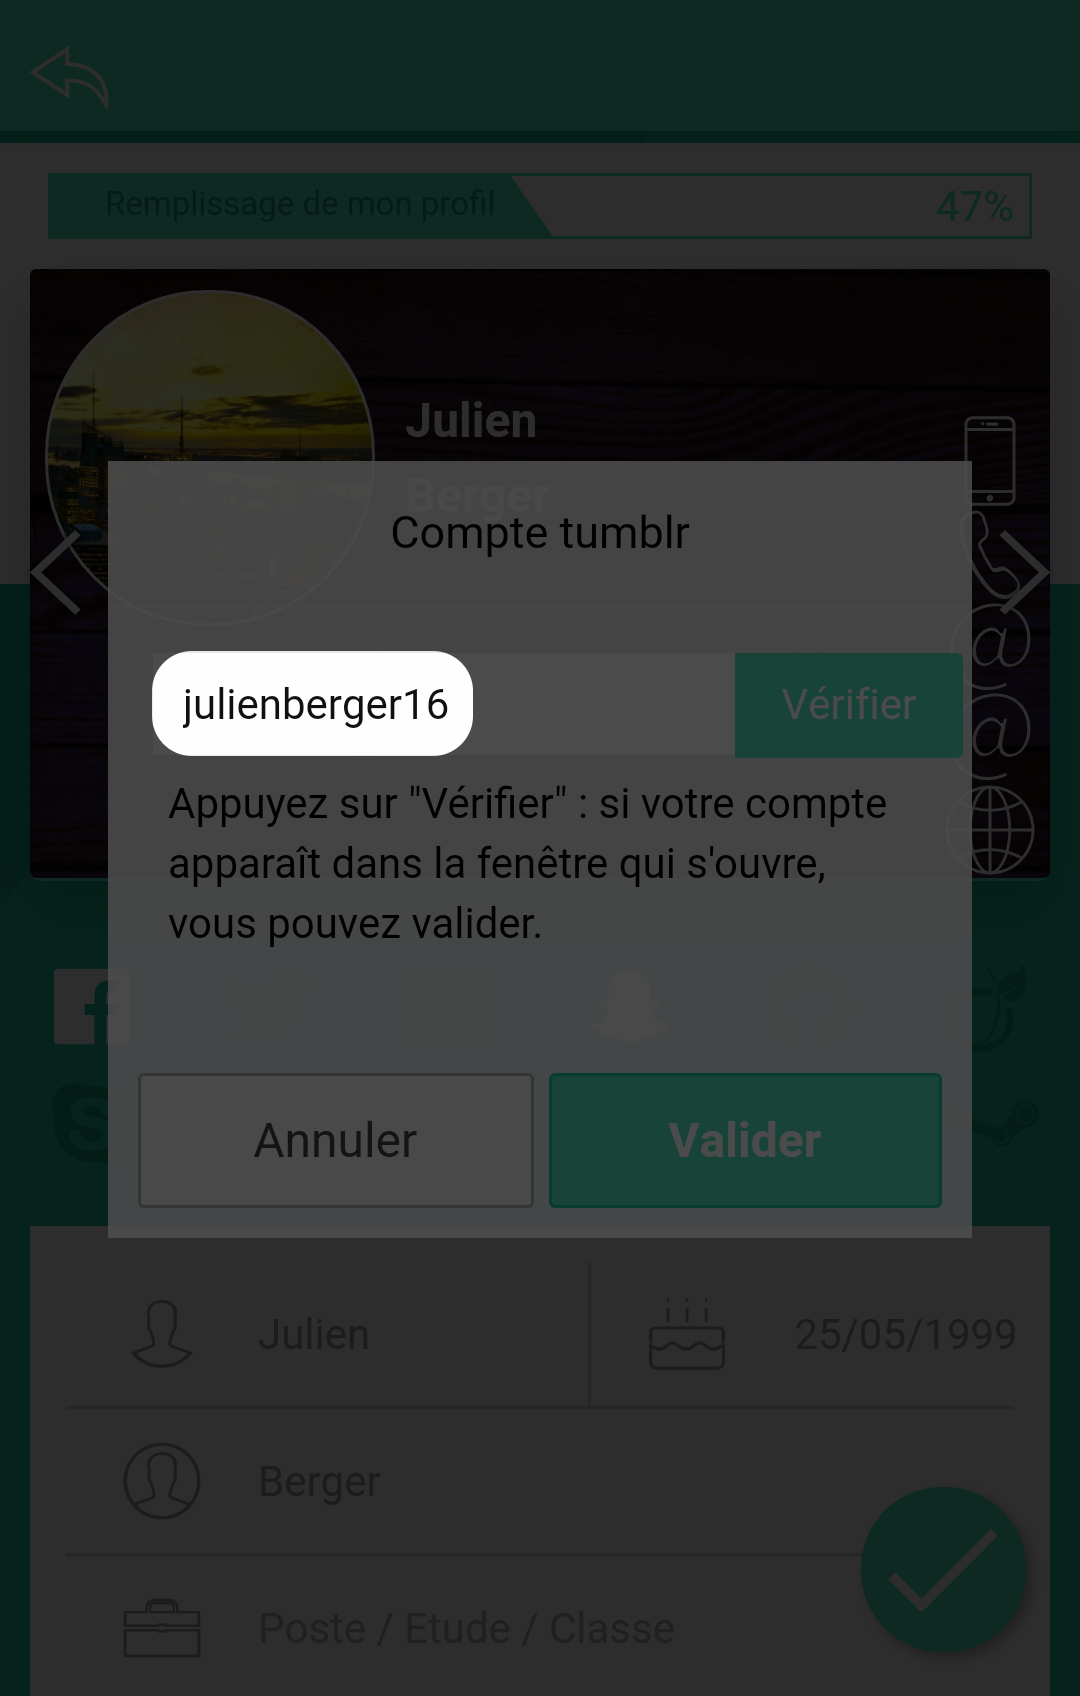 Remplissage de mon profil 47%
Julien
Berger
Compte tumblr
julienberger16 Vérifier
Appuyez sur "Vérifier" : si votre compte
apparaît dans la fenêtre qui s'ouvre,
vous pouvez valider.
Annuler Valider
Julien 25/05/1999
Berger
Poste / Etude / Classe